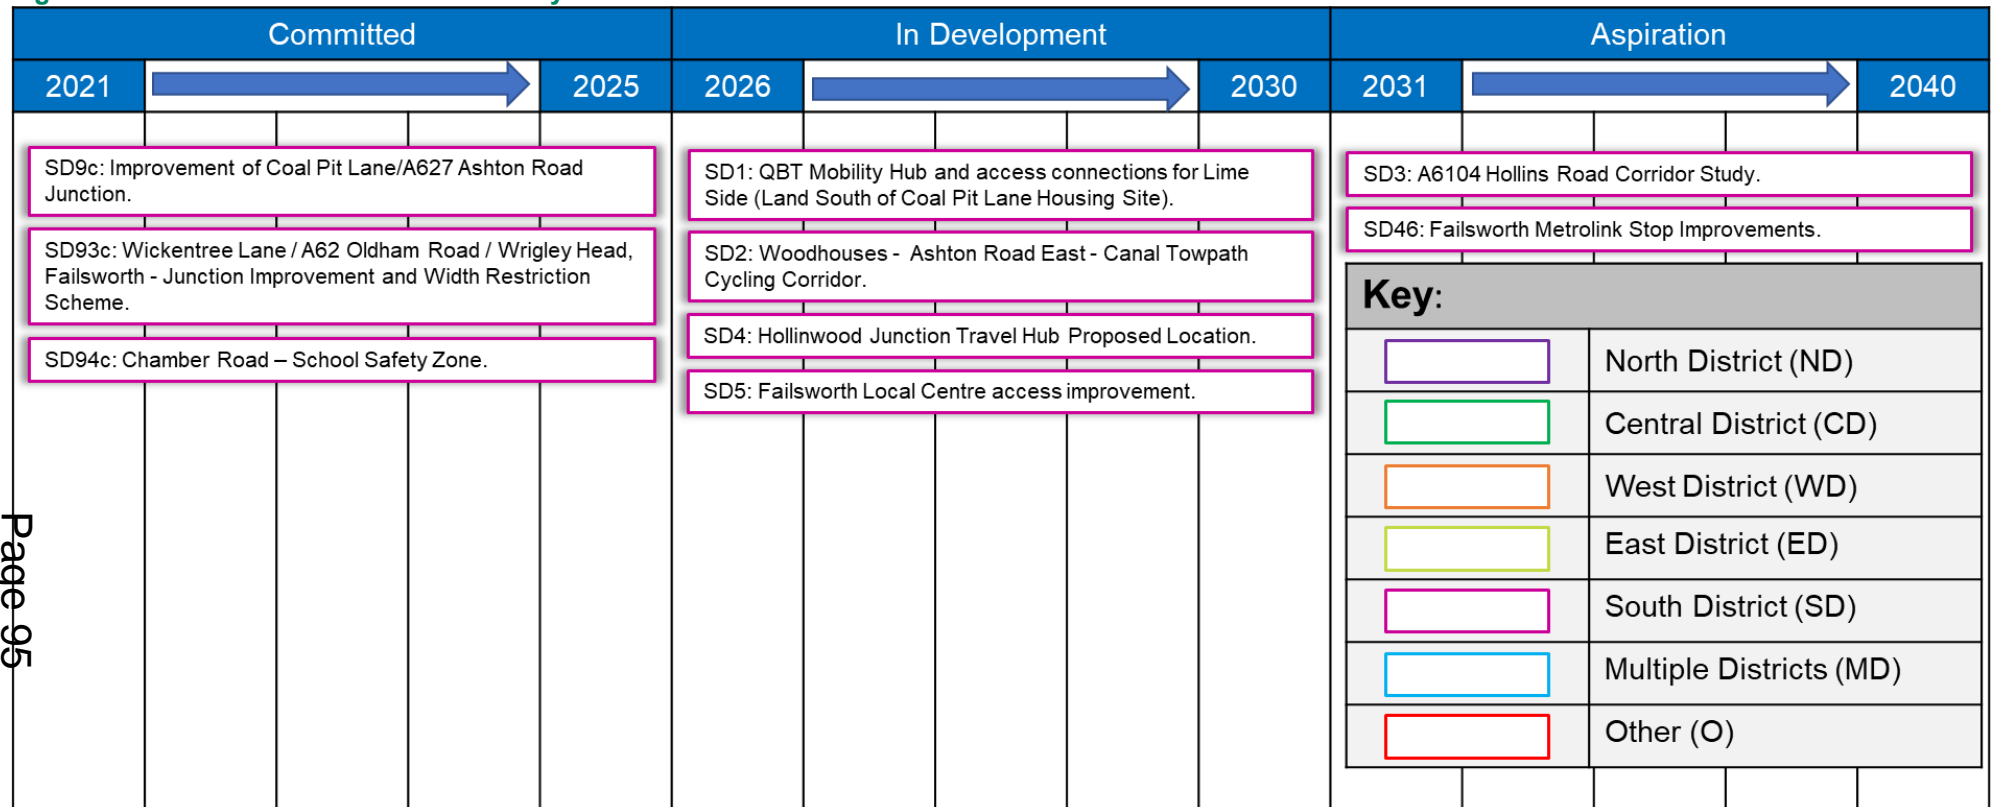 Committed
In Development
Aspiration
2021
2025
2026
2030
2031
2040
SD9c: Improvement of Coal Pit Lane/A627 Ashton Road
Junction.
SD93c: Wickentree Lane / A62 Oldham Road / Wrigley Head,
Failsworth - Junction Improvement and Width Restriction
Scheme.
SD94c: Chamber Road – School Safety Zone.
SD1: QBT Mobility Hub and access connections for Lime
Side (Land South of Coal Pit Lane Housing Site).
SD2: Woodhouses - Ashton Road East - Canal Towpath
Cycling Corridor.
SD4: Hollinwood Junction Travel Hub Proposed Location.
SD5: Failsworth Local Centre access improvement.
SD3: A6104 Hollins Road Corridor Study.
SD46: Failsworth Metrolink Stop Improvements.
Key:
North District (ND)
Central District (CD)
West District (WD)
East District (ED)
South District (SD)
Multiple Districts (MD)
Other (O)
Page 95